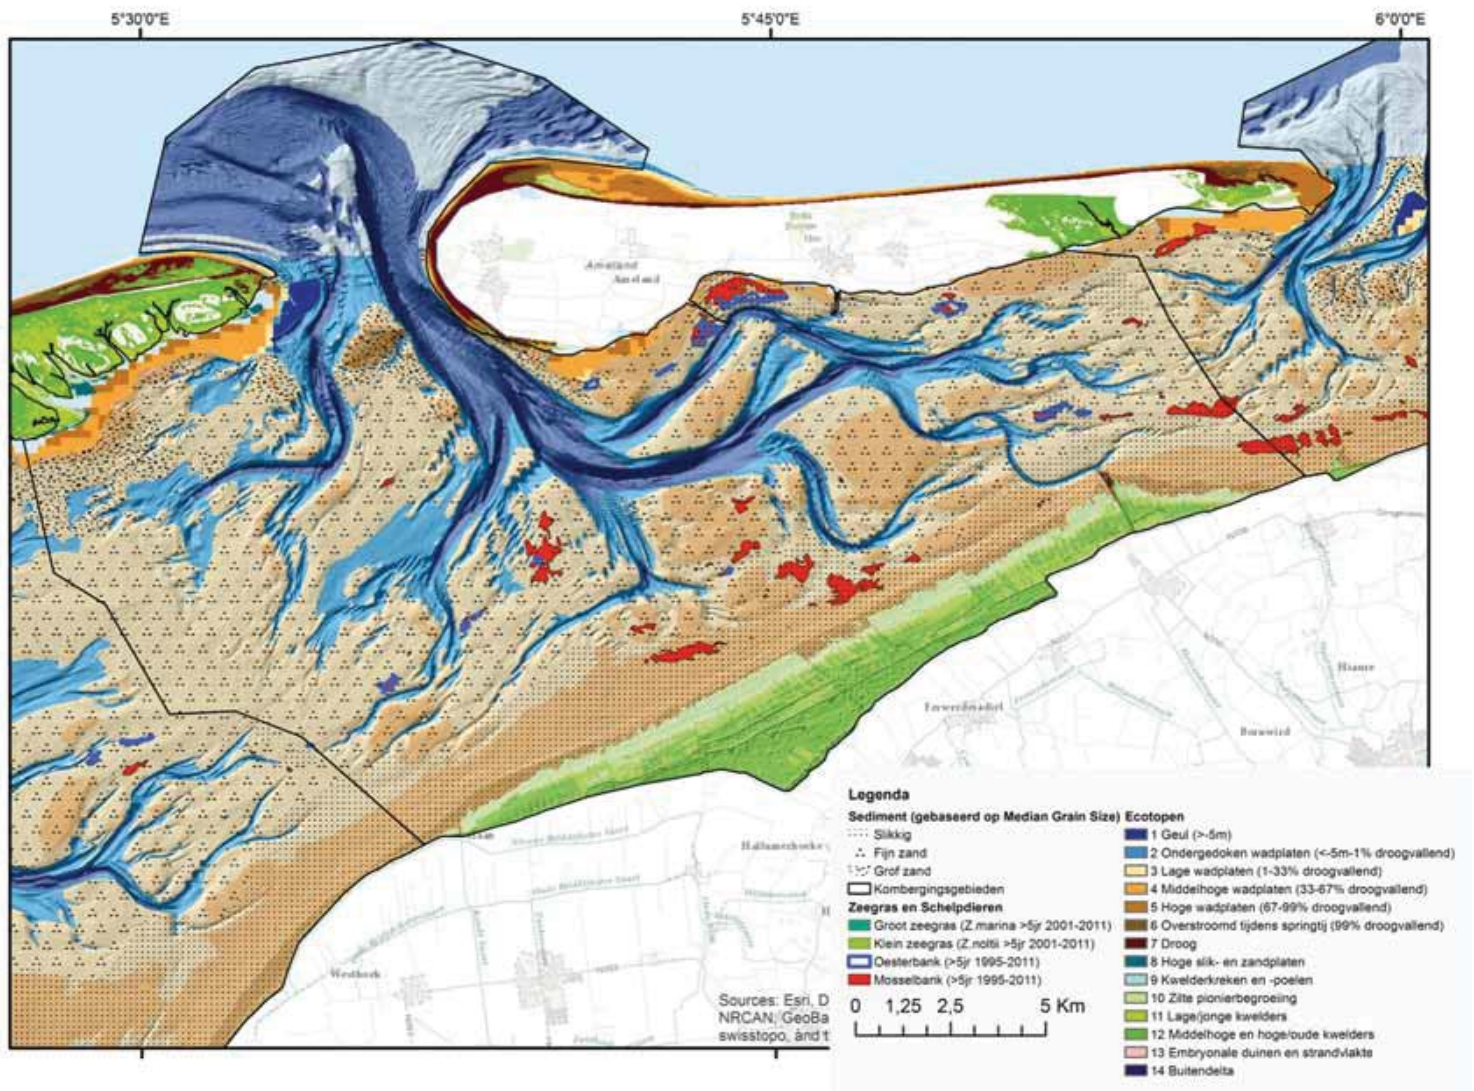 5°30'0"E
5°45'0"E
6°0'0"E
Ameland
Ameland
Hiaure
Bornwird
Hallumerhoeke
Westhoek
Legenda
Sediment (gebaseerd op Median Grain Size)
Slikkig
Fijn zand
Grof zand
Kombergingsgebieden
Zeegras en Schelpdieren
Groot zeegras (Z.marina >5jr 2001-2011)
Klein zeegras (Z.noltii >5jr 2001-2011)
Oesterbank (>5jr 1995-2011)
Mosselbank (>5jr 1995-2011)
0 1,25 2,5 5 Km
Ecotopen
1 Geul (>-5m)
2 Ondergedoken wadplaten (<-5m-1% droogvallend)
3 Lage wadplaten (1-33% droogvallend)
4 Middelhoge wadplaten (33-67% droogvallend)
5 Hoge wadplaten (67-99% droogvallend)
6 Overstroomd tijdens springtij (99% droogvallend)
7 Droog
8 Hoge slik- en zandplaten
9 Kwelderkreken en -poelen
10 Zilte pionierbegroeiing
11 Lage/jonge kwelders
12 Middelhoge en hoge/oude kwelders
13 Embryonale duinen en strandvlakte
14 Buitendelta
Sources: Esri, D
NRCAN, GeoBa
swisstopo, and t